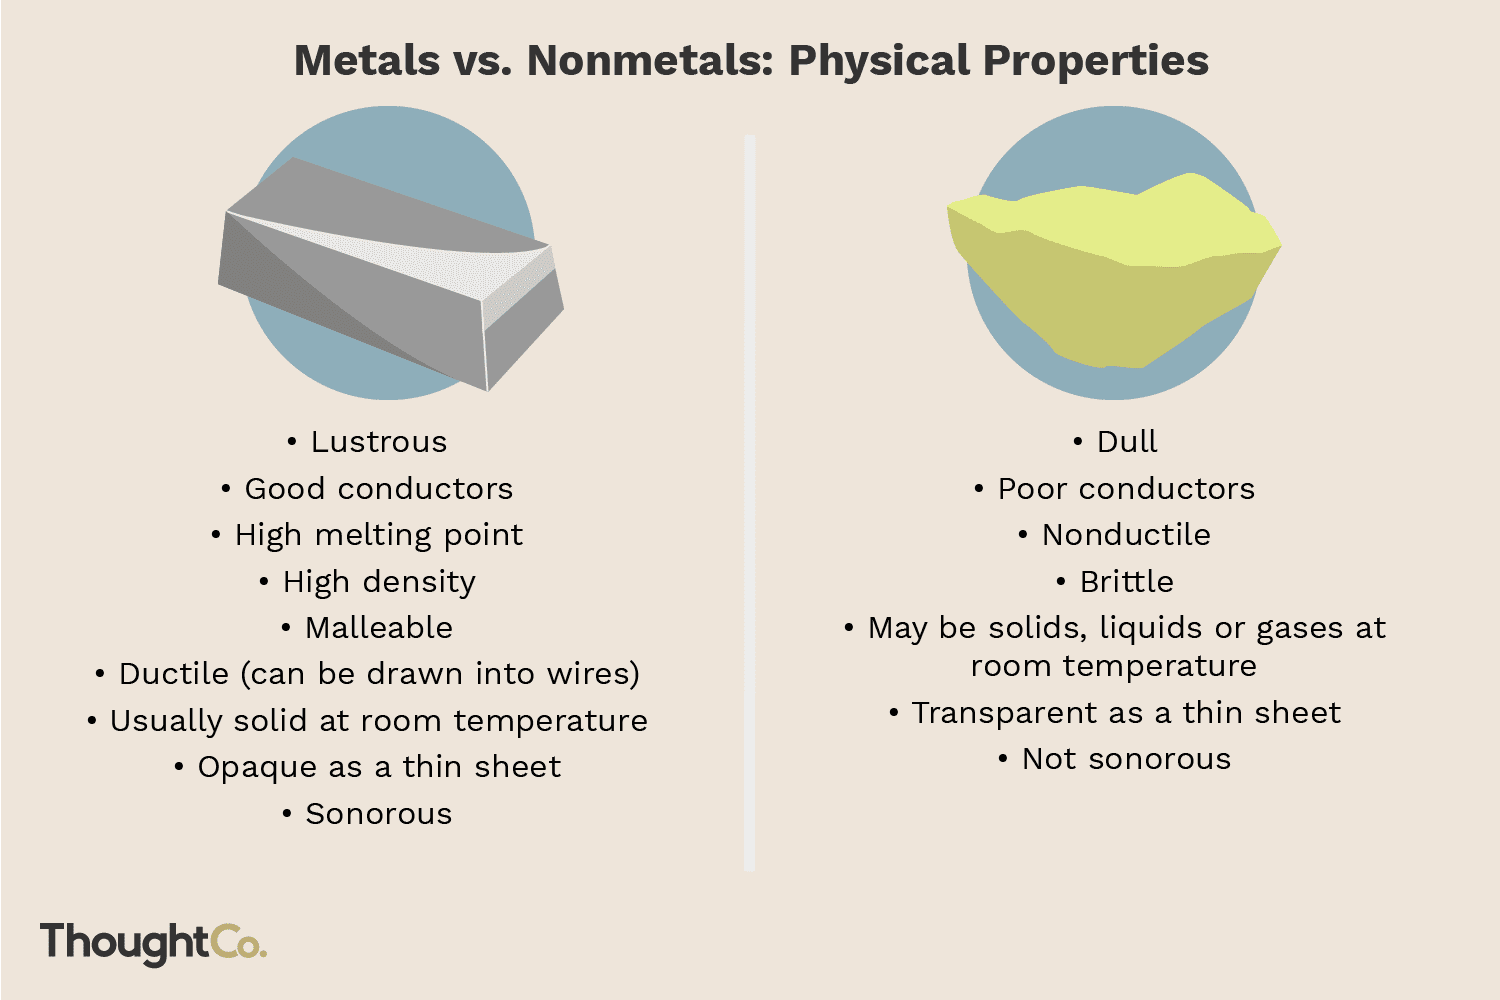 Metals vs. Nonmetals: Physical Properties
• Lustrous
• Good conductors
• High melting point
• High density
• Malleable
• Ductile (can be drawn into wires)
• Usually solid at room temperature
• Opaque as a thin sheet
• Sonorous
• Dull
• Poor conductors
• Nonductile
• Brittle
• May be solids, liquids or gases at
room temperature
• Transparent as a thin sheet
• Not sonorous
ThoughtCo.